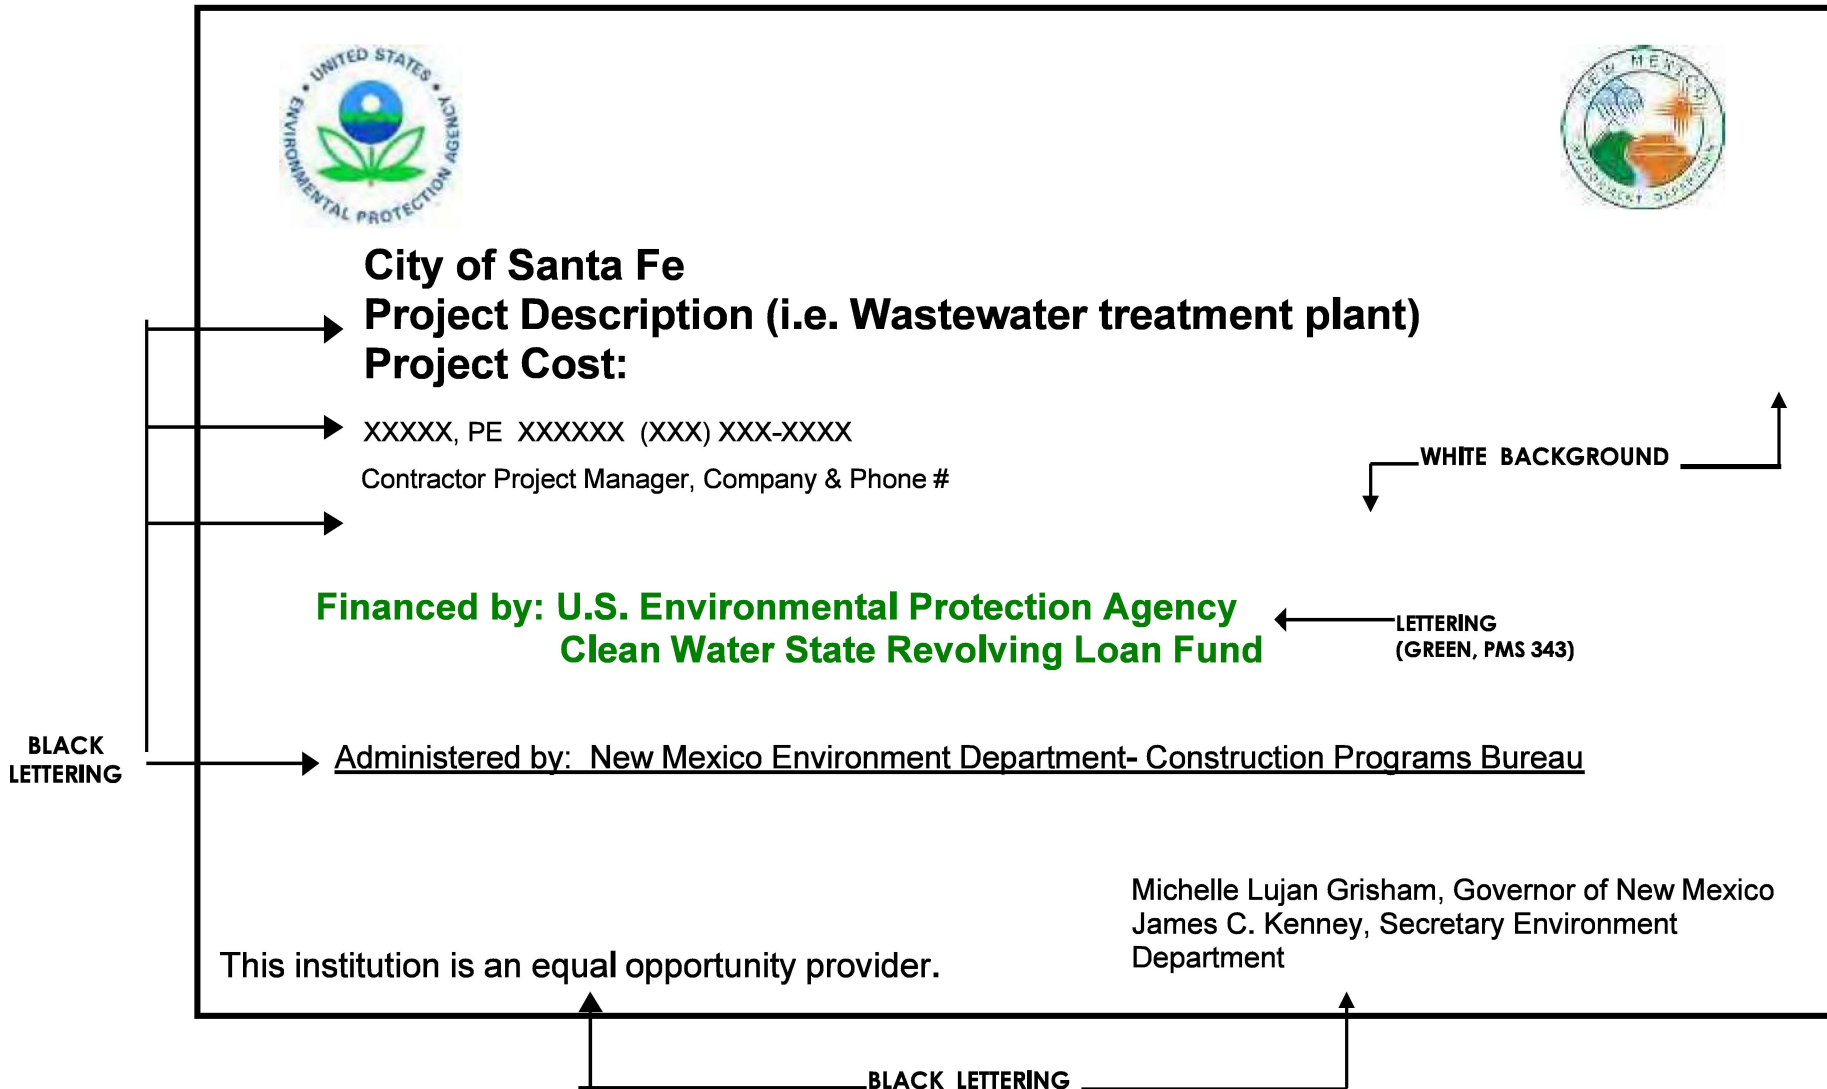 UNITED STATES • ENVIRONMENTAL PROTECTION AGENCY •
NEW MEXICO
ENVIRONMENT DEPARTMENT
City of Santa Fe
Project Description (i.e. Wastewater treatment plant)
Project Cost:
XXXXX, PE XXXXXX (XXX) XXX-XXXX
Contractor Project Manager, Company & Phone #
WHITE BACKGROUND
Financed by: U.S. Environmental Protection Agency
Clean Water State Revolving Loan Fund
LETTERING
(GREEN, PMS 343)
BLACK
LETTERING
Administered by: New Mexico Environment Department- Construction Programs Bureau
Michelle Lujan Grisham, Governor of New Mexico
James C. Kenney, Secretary Environment
Department
This institution is an equal opportunity provider.
BLACK LETTERING